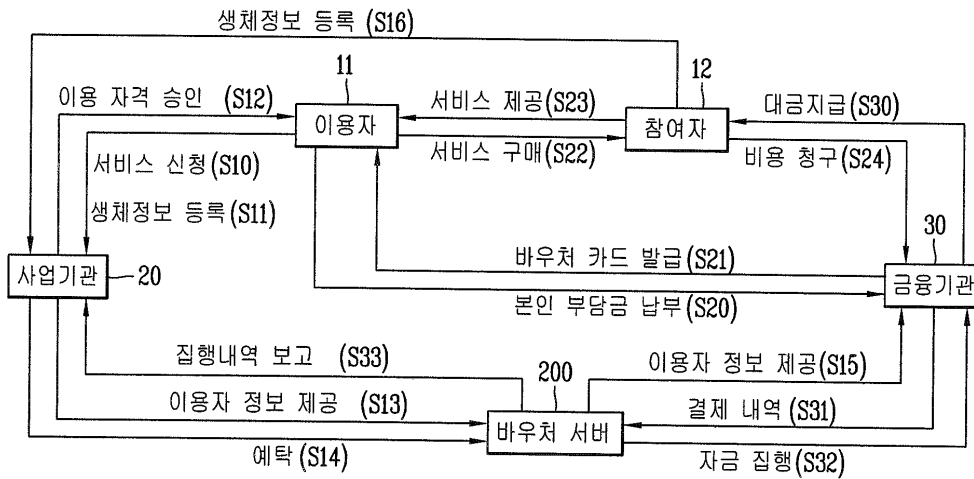 생체정보 등록 (S16)
11
12
이용 자격 승인 (S12)
서비스 제공(S23)
대금지급(S30)
이용자
참여자
서비스 신청(S10)
서비스 구매(S22)
비용 청구(S24)
생체정보 등록(S11)
30
사업기관
20
바우처 카드 발급(S21)
금융기관
본인 부담금 납부(S20)
집행내역 보고 (S33)
200
이용자 정보 제공(S15)
이용자 정보 제공 (S13)
결제 내역(S31)
바우처 서버
예탁(S14)
자금 집행(S32)